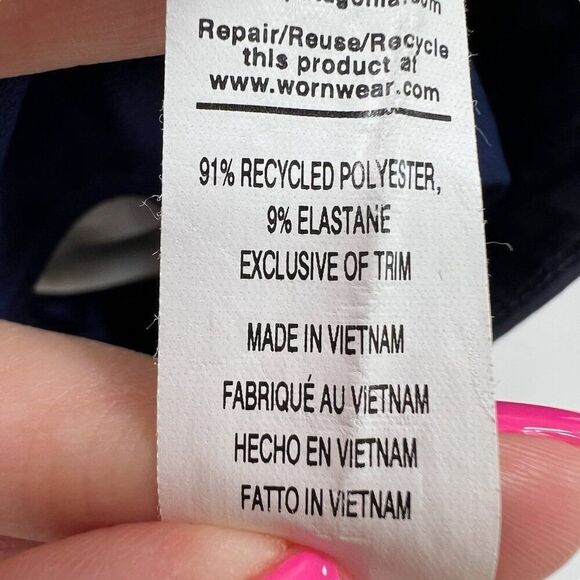 Repair/Reuse/Recycle
this product at
www.wornwear.com
91% RECYCLED POLYESTER,
9% ELASTANE
EXCLUSIVE OF TRIM
MADE IN VIETNAM
FABRIQUÉ AU VIETNAM
HECHO EN VIETNAM
FATTO IN VIETNAM